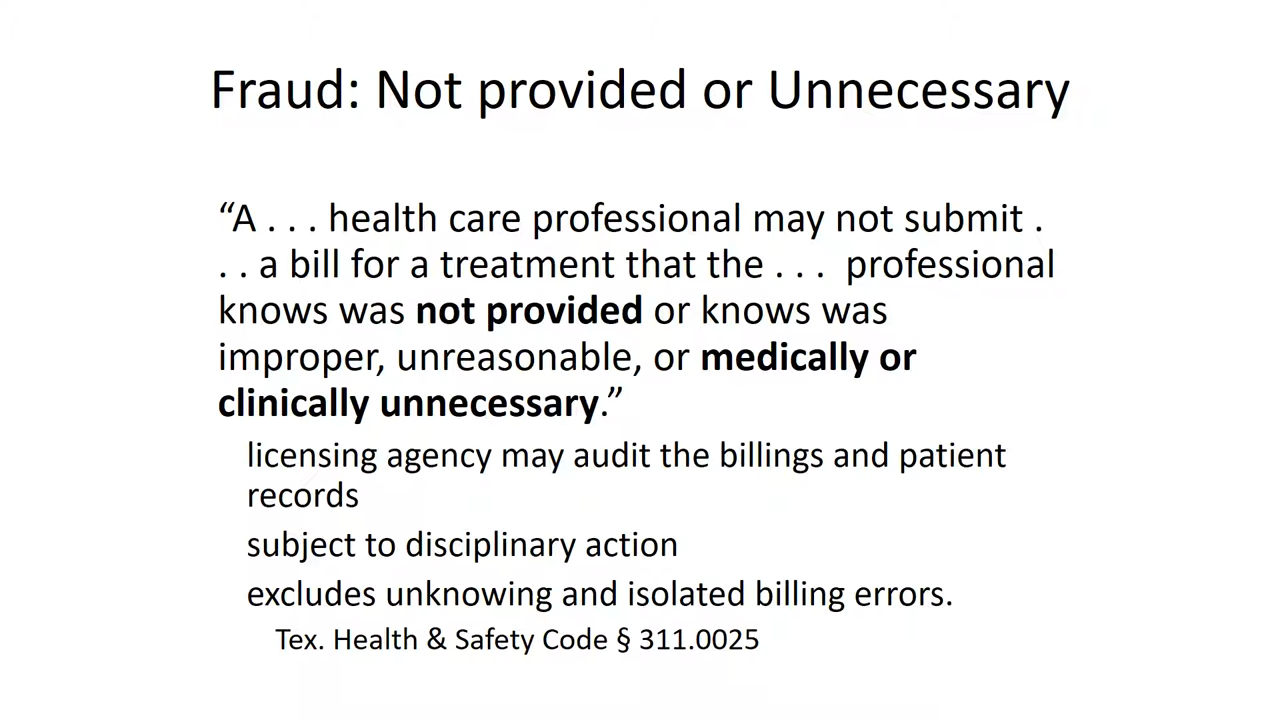 Fraud: Not provided or Unnecessary
“A . . . health care professional may not submit .
. . a bill for a treatment that the . . .  professional
knows was not provided or knows was
improper, unreasonable, or medically or
clinically unnecessary.”
licensing agency may audit the billings and patient
records
subject to disciplinary action
excludes unknowing and isolated billing errors.
Tex. Health & Safety Code § 311.0025